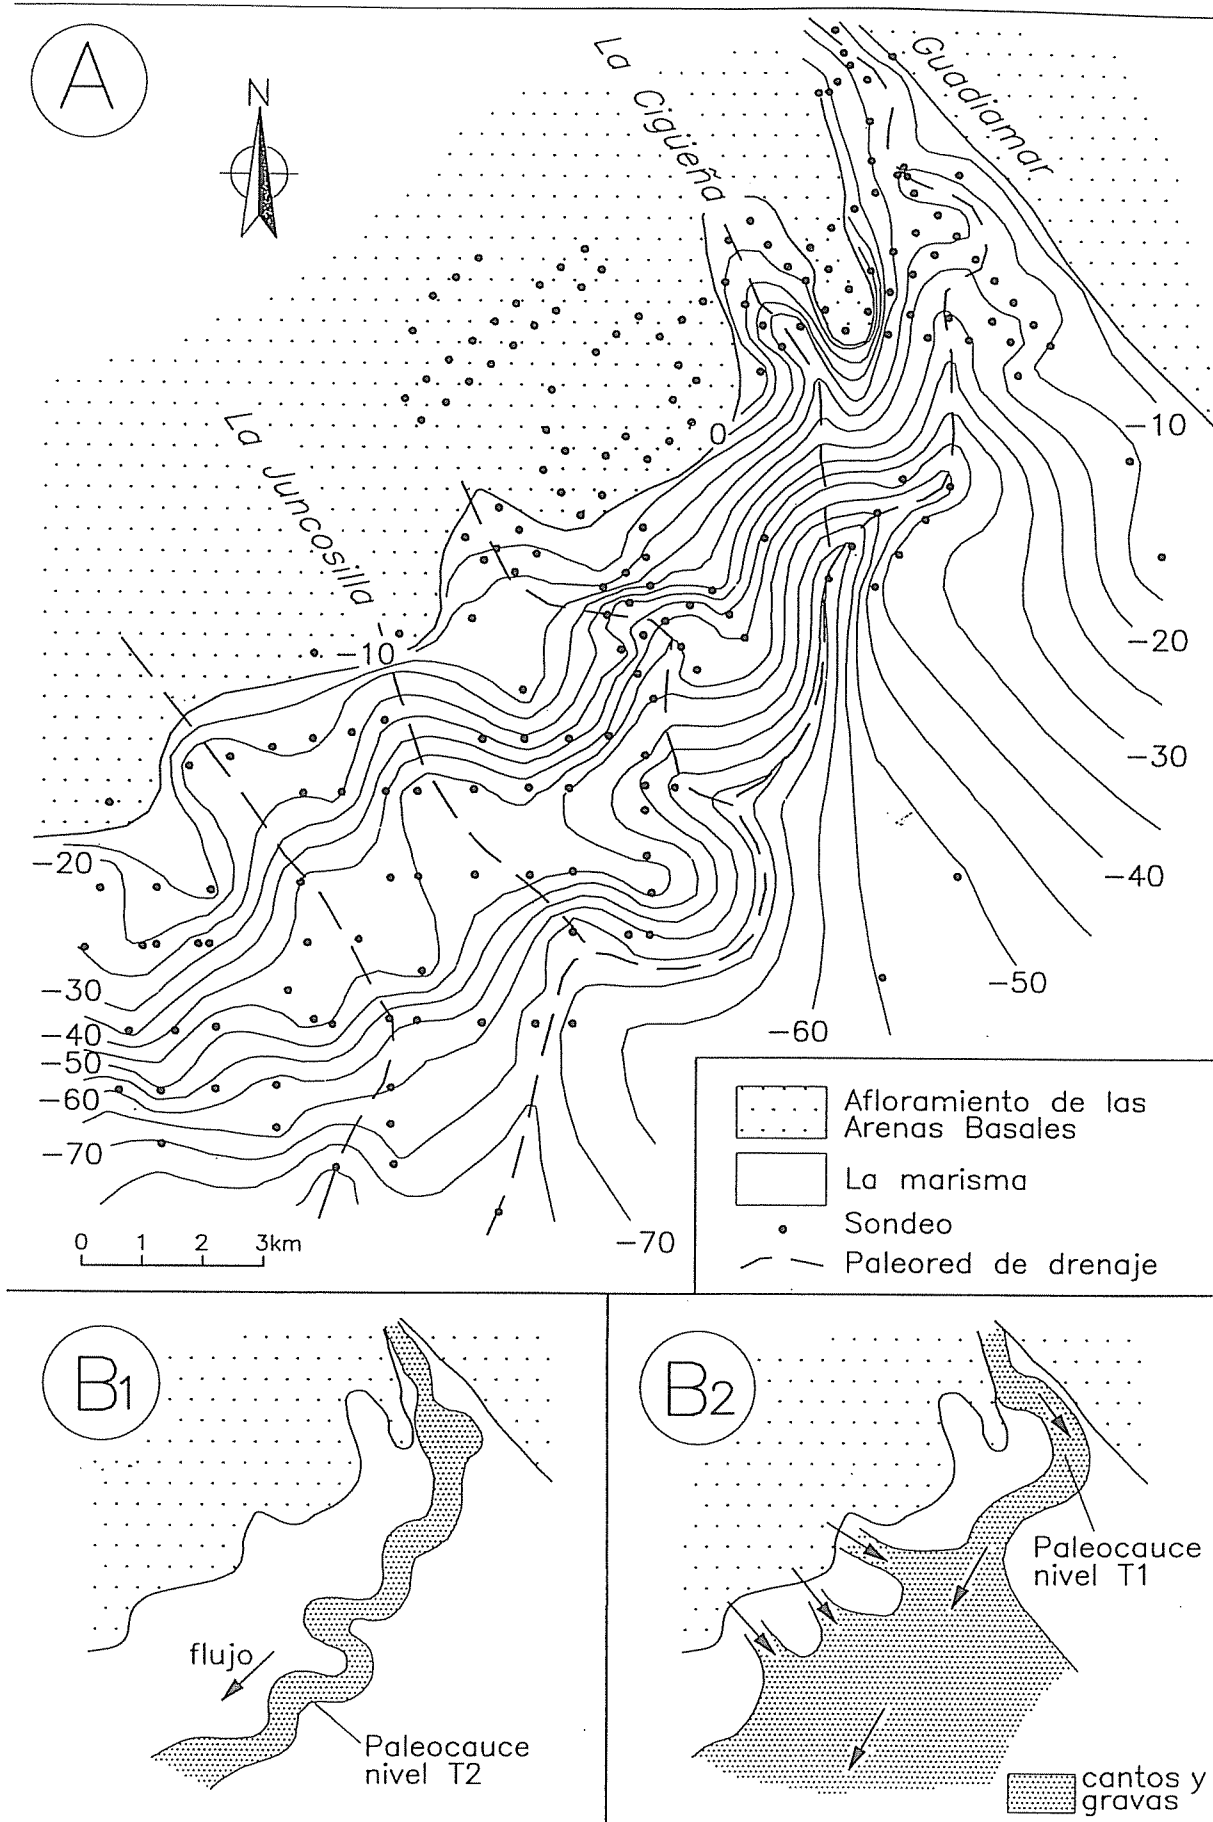 A
N
La Cigüeña
Guadiamar
La Juncosilla
0
-10
-10
-20
-30
-40
-50
-60
-70
-20
-30
-40
-50
-60
-70
0 1 2 3km
Afloramiento de las
Arenas Basales
La marisma
Sondeo
Paleored de drenaje
B1
flujo
Paleocauce
nivel T2
B2
Paleocauce
nivel T1
cantos y
gravas